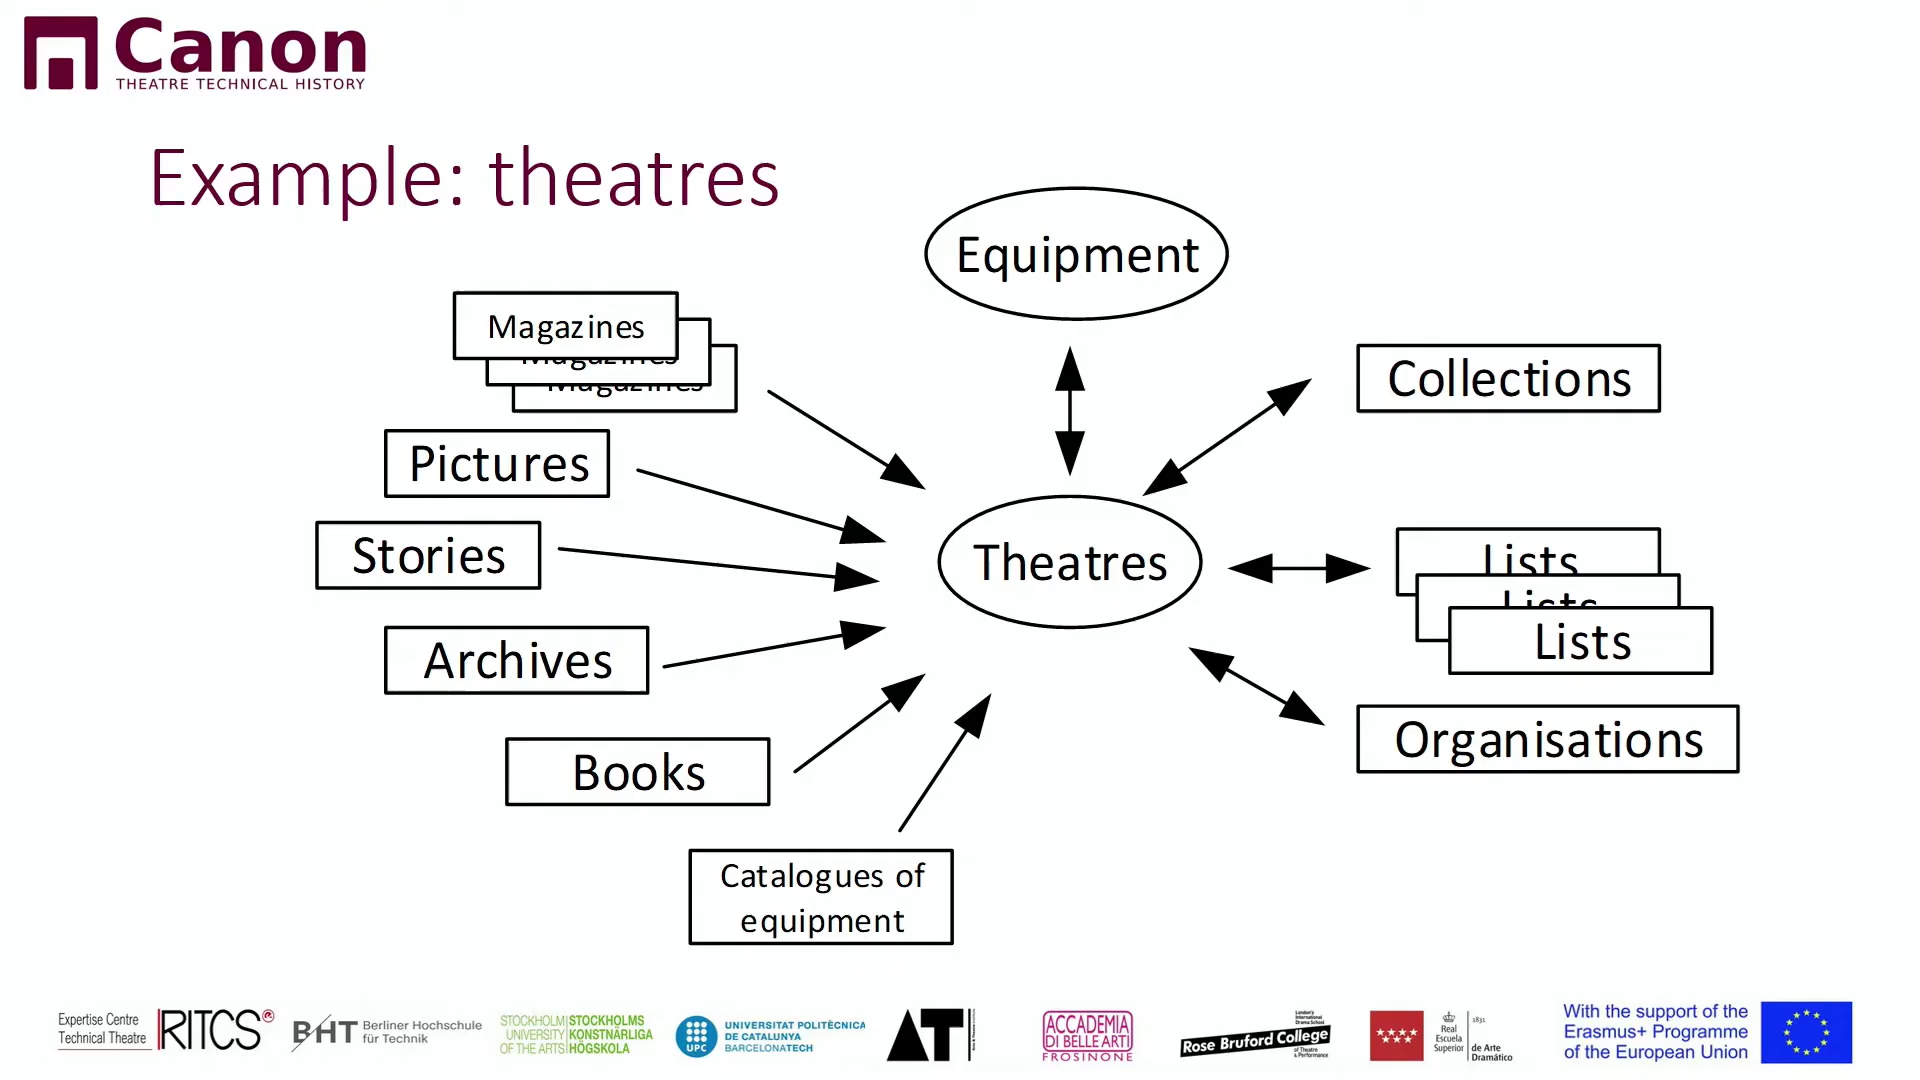 Canon
THEATRE TECHNICAL HISTORY
Example: theatres
Equipment
Magazines
Magazines
Magazines
Collections
Pictures
Stories
Theatres
Lists
Lists
Lists
Archives
Organisations
Books
Catalogues of
equipment
Expertise Centre
Technical Theatre
RITCS®
BHT
Berliner Hochschule
für Technik
STOCKHOLM
UNIVERSITY
OF THE ARTS
STOCKHOLMS
KONSTNÄRLIGA
HÖGSKOLA
UPC
UNIVERSITAT POLITÈCNICA
DE CATALUNYA
BARCELONATECH
AT
ACCADEMIA
DI BELLE ARTI
FROSINONE
London's
International
Drama School
Rose Bruford College
of Theatre
& Performance
Real
Escuela
Superior
1831
de Arte
Dramático
With the support of the
Erasmus+ Programme
of the European Union